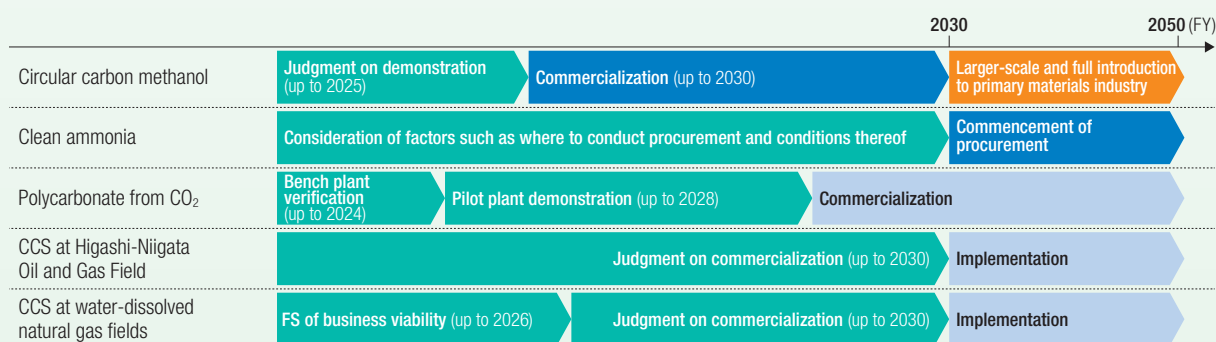 2030
2050 (FY)
Circular carbon methanol
Judgment on demonstration
(up to 2025)
Commercialization (up to 2030)
Larger-scale and full introduction
to primary materials industry
Clean ammonia
Consideration of factors such as where to conduct procurement and conditions thereof
Commencement of
procurement
Polycarbonate from CO₂
Bench plant
verification
(up to 2024)
Pilot plant demonstration (up to 2028)
Commercialization
CCS at Higashi-Niigata
Oil and Gas Field
Judgment on commercialization (up to 2030)
Implementation
CCS at water-dissolved
natural gas fields
FS of business viability (up to 2026)
Judgment on commercialization (up to 2030)
Implementation